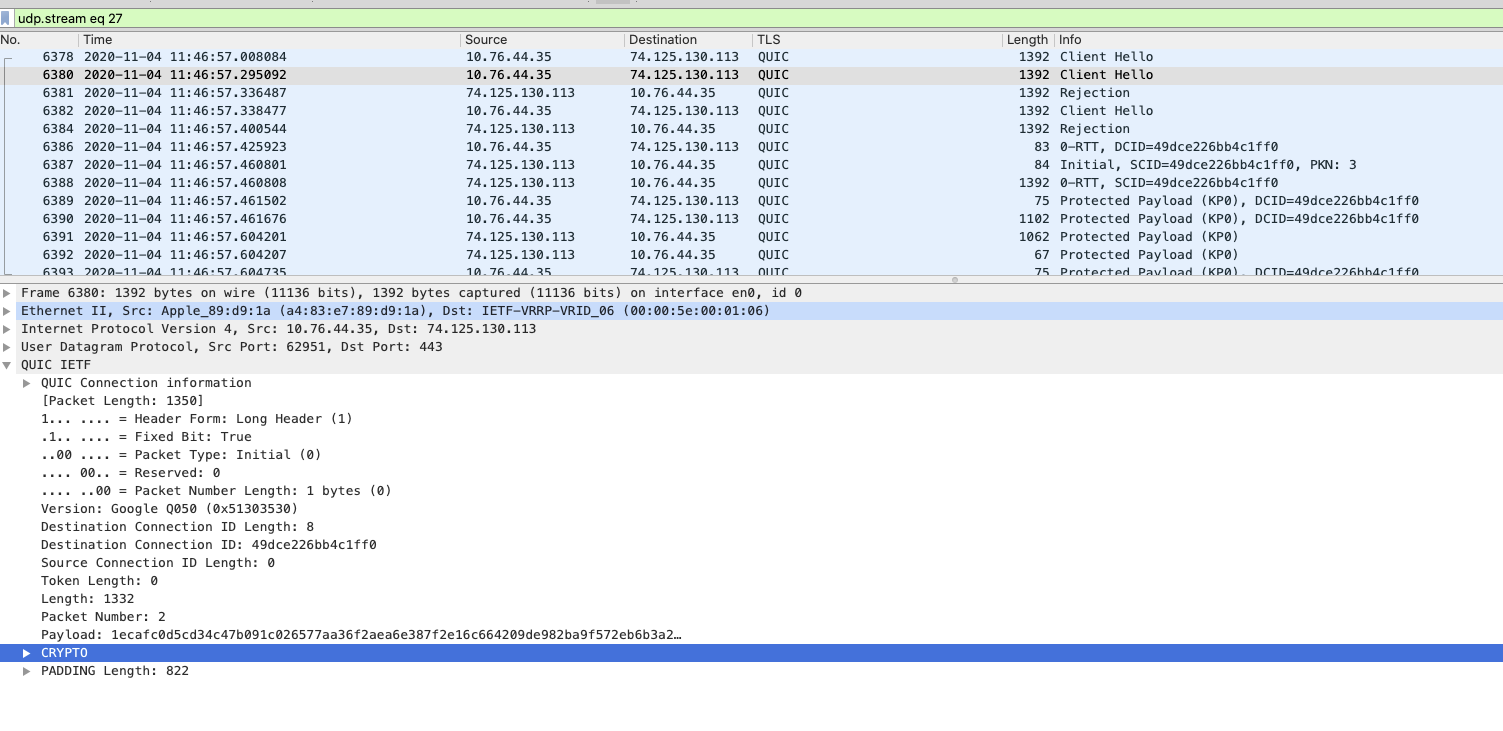 udp.stream eq 27
No. Time Source Destination TLS Length Info
6378 2020-11-04 11:46:57.008084 10.76.44.35 74.125.130.113 QUIC 1392 Client Hello
6380 2020-11-04 11:46:57.295092 10.76.44.35 74.125.130.113 QUIC 1392 Client Hello
6381 2020-11-04 11:46:57.336487 74.125.130.113 10.76.44.35 QUIC 1392 Rejection
6382 2020-11-04 11:46:57.338477 10.76.44.35 74.125.130.113 QUIC 1392 Client Hello
6384 2020-11-04 11:46:57.400544 74.125.130.113 10.76.44.35 QUIC 1392 Rejection
6386 2020-11-04 11:46:57.425923 10.76.44.35 74.125.130.113 QUIC 83 0-RTT, DCID=49dce226bb4c1ff0
6387 2020-11-04 11:46:57.460801 74.125.130.113 10.76.44.35 QUIC 84 Initial, SCID=49dce226bb4c1ff0, PKN: 3
6388 2020-11-04 11:46:57.460808 74.125.130.113 10.76.44.35 QUIC 1392 0-RTT, SCID=49dce226bb4c1ff0
6389 2020-11-04 11:46:57.461502 10.76.44.35 74.125.130.113 QUIC 75 Protected Payload (KP0), DCID=49dce226bb4c1ff0
6390 2020-11-04 11:46:57.461676 10.76.44.35 74.125.130.113 QUIC 1102 Protected Payload (KP0), DCID=49dce226bb4c1ff0
6391 2020-11-04 11:46:57.604201 74.125.130.113 10.76.44.35 QUIC 1062 Protected Payload (KP0)
6392 2020-11-04 11:46:57.604207 74.125.130.113 10.76.44.35 QUIC 67 Protected Payload (KP0)
6393 2020-11-04 11:46:57.604735 10.76.44.35 74.125.130.113 QUIC 75 Protected Payload (KP0), DCID=49dce226bb4c1ff0
Frame 6380: 1392 bytes on wire (11136 bits), 1392 bytes captured (11136 bits) on interface en0, id 0
Ethernet II, Src: Apple_89:d9:1a (a4:83:e7:89:d9:1a), Dst: IETF-VRRP-VRID_06 (00:00:5e:00:01:06)
Internet Protocol Version 4, Src: 10.76.44.35, Dst: 74.125.130.113
User Datagram Protocol, Src Port: 62951, Dst Port: 443
QUIC IETF
QUIC Connection information
[Packet Length: 1350]
1... .... = Header Form: Long Header (1)
.1.. .... = Fixed Bit: True
..00 .... = Packet Type: Initial (0)
.... 00.. = Reserved: 0
.... ..00 = Packet Number Length: 1 bytes (0)
Version: Google Q050 (0x51303530)
Destination Connection ID Length: 8
Destination Connection ID: 49dce226bb4c1ff0
Source Connection ID Length: 0
Token Length: 0
Length: 1332
Packet Number: 2
Payload: 1ecafc0d5cd34c47b091c026577aa36f2aea6e387f2e16c664209de982ba9f572eb6b3a2…
CRYPTO
PADDING Length: 822